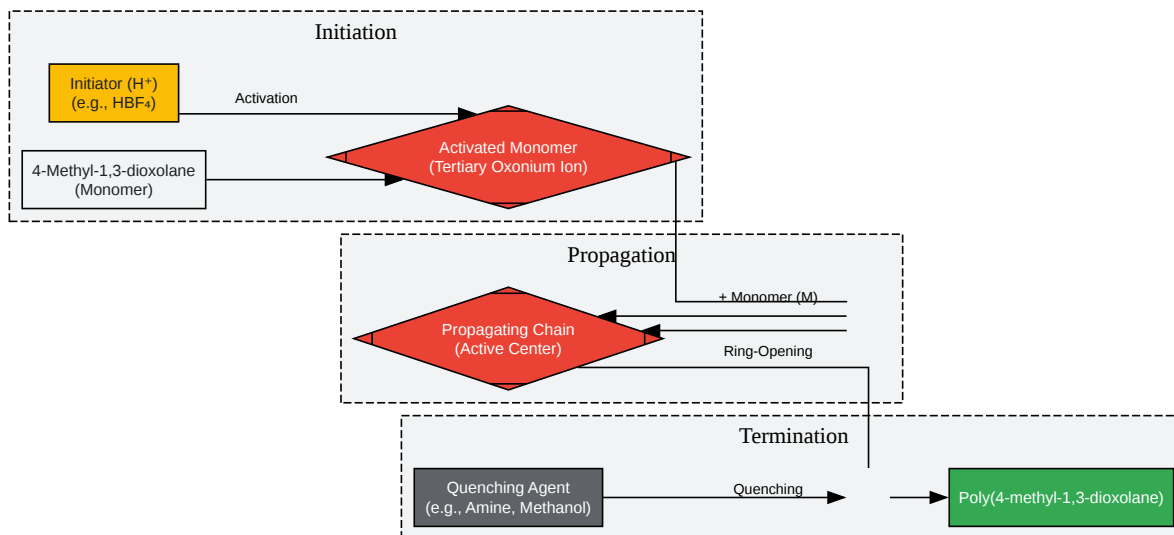 Initiation
Initiator (H⁺)
(e.g., HBF₄)
Activation
Activated Monomer
(Tertiary Oxonium Ion)
4-Methyl-1,3-dioxolane
(Monomer)
Propagation
+ Monomer (M)
Propagating Chain
(Active Center)
Ring-Opening
Termination
Quenching Agent
(e.g., Amine, Methanol)
Quenching
Poly(4-methyl-1,3-dioxolane)